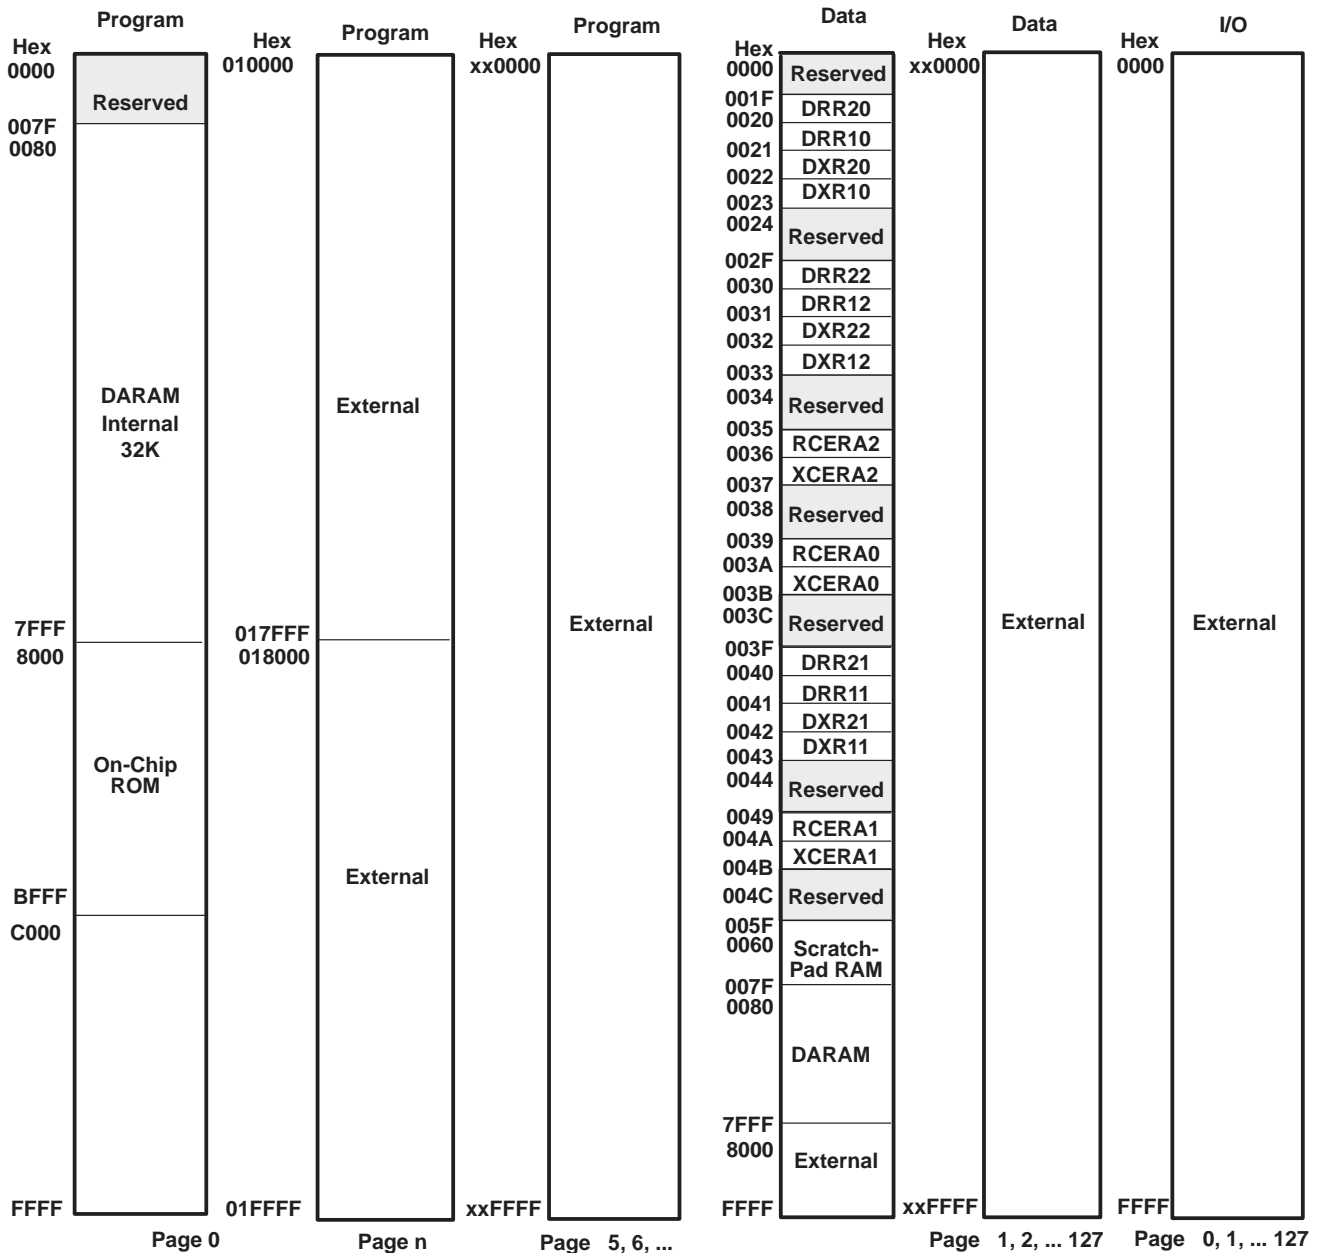 Program
Hex
0000
Reserved
007F
0080
DARAM
Internal
32K
7FFF
8000
On-Chip
ROM
BFFF
C000
FFFF
Page 0
Program
Hex
010000
External
017FFF
018000
External
01FFFF
Page n
Program
Hex
xx0000
External
xxFFFF
Page 5, 6, ...
Data
Hex
0000
Reserved
001F
DRR20
0020
DRR10
0021
DXR20
0022
DXR10
0023
0024
Reserved
002F
DRR22
0030
DRR12
0031
DXR22
0032
DXR12
0033
0034
Reserved
0035
RCERA2
0036
XCERA2
0037
0038
Reserved
0039
RCERA0
003A
XCERA0
003B
003C
Reserved
003F
DRR21
0040
DRR11
0041
DXR21
0042
DXR11
0043
0044
Reserved
0049
RCERA1
004A
XCERA1
004B
004C
Reserved
005F
0060
Scratch-
Pad RAM
007F
0080
DARAM
7FFF
8000
External
FFFF
Data
Hex
xx0000
External
xxFFFF
Page 1, 2, ... 127
I/O
Hex
0000
External
FFFF
Page 0, 1, ... 127